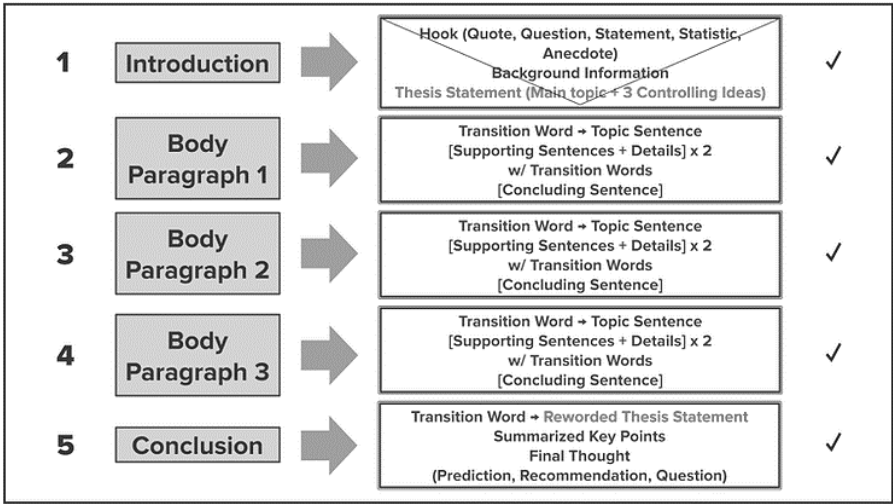 1
Introduction
Hook (Quote, Question, Statement, Statistic,
Anecdote)
Background Information
Thesis Statement (Main topic + 3 Controlling Ideas)
✓
2
Body
Paragraph 1
Transition Word → Topic Sentence
[Supporting Sentences + Details] x 2
w/ Transition Words
[Concluding Sentence]
✓
3
Body
Paragraph 2
Transition Word → Topic Sentence
[Supporting Sentences + Details] x 2
w/ Transition Words
[Concluding Sentence]
✓
4
Body
Paragraph 3
Transition Word → Topic Sentence
[Supporting Sentences + Details] x 2
w/ Transition Words
[Concluding Sentence]
✓
5
Conclusion
Transition Word → Reworded Thesis Statement
Summarized Key Points
Final Thought
(Prediction, Recommendation, Question)
✓